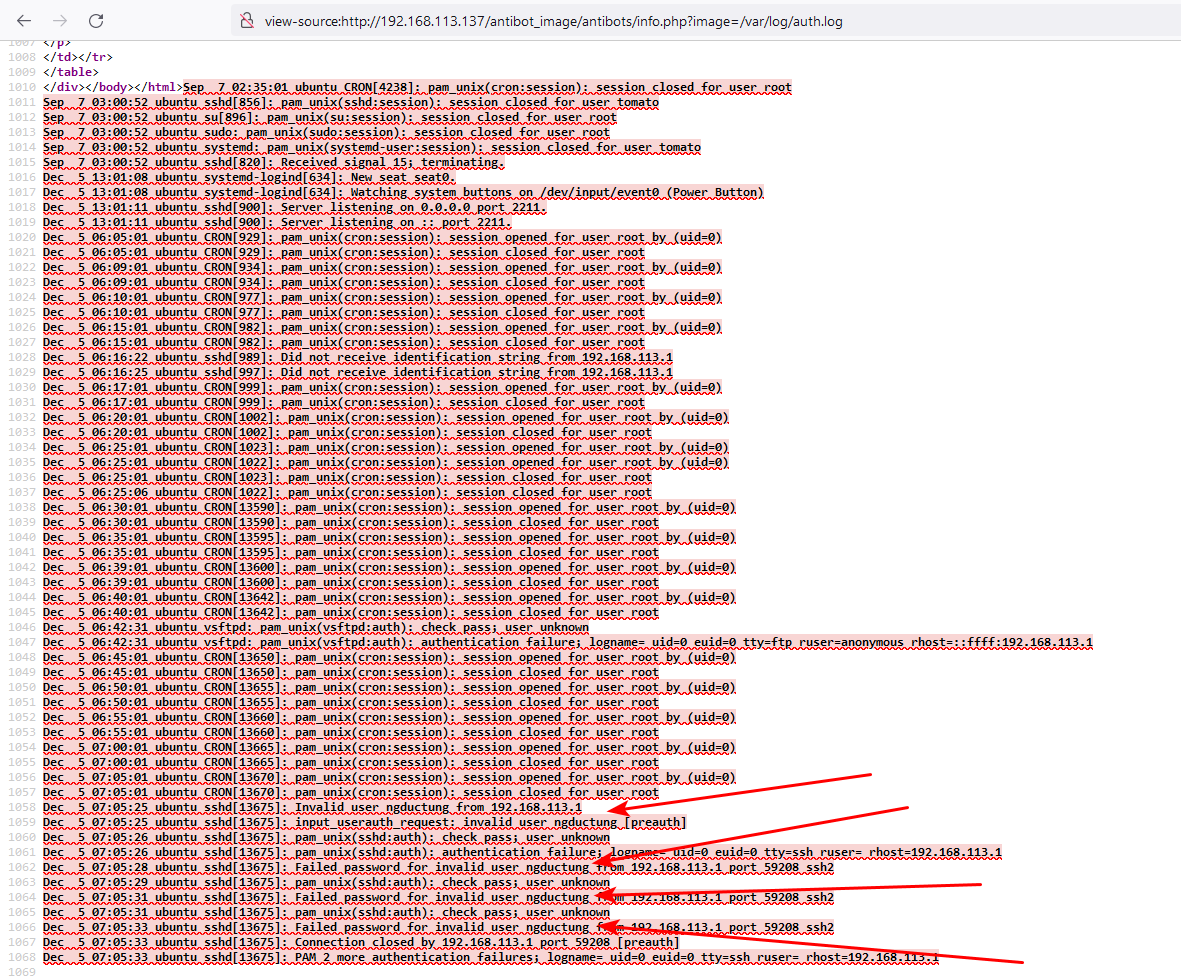 view-source:http://192.168.113.137/antibot_image/antibots/info.php?image=/var/log/auth.log
1007 </p>
1008 </td></tr>
1009 </table>
1010 </div></body></html>Sep  7 02:35:01 ubuntu CRON[4238]: pam_unix(cron:session): session closed for user root
1011 Sep  7 03:00:52 ubuntu sshd[856]: pam_unix(sshd:session): session closed for user tomato
1012 Sep  7 03:00:52 ubuntu su[896]: pam_unix(su:session): session closed for user root
1013 Sep  7 03:00:52 ubuntu sudo: pam_unix(sudo:session): session closed for user root
1014 Sep  7 03:00:52 ubuntu systemd: pam_unix(systemd-user:session): session closed for user tomato
1015 Sep  7 03:00:52 ubuntu sshd[820]: Received signal 15; terminating.
1016 Dec  5 13:01:08 ubuntu systemd-logind[634]: New seat seat0.
1017 Dec  5 13:01:08 ubuntu systemd-logind[634]: Watching system buttons on /dev/input/event0 (Power Button)
1018 Dec  5 13:01:11 ubuntu sshd[900]: Server listening on 0.0.0.0 port 2211.
1019 Dec  5 13:01:11 ubuntu sshd[900]: Server listening on :: port 2211.
1020 Dec  5 06:05:01 ubuntu CRON[929]: pam_unix(cron:session): session opened for user root by (uid=0)
1021 Dec  5 06:05:01 ubuntu CRON[929]: pam_unix(cron:session): session closed for user root
1022 Dec  5 06:09:01 ubuntu CRON[934]: pam_unix(cron:session): session opened for user root by (uid=0)
1023 Dec  5 06:09:01 ubuntu CRON[934]: pam_unix(cron:session): session closed for user root
1024 Dec  5 06:10:01 ubuntu CRON[977]: pam_unix(cron:session): session opened for user root by (uid=0)
1025 Dec  5 06:10:01 ubuntu CRON[977]: pam_unix(cron:session): session closed for user root
1026 Dec  5 06:15:01 ubuntu CRON[982]: pam_unix(cron:session): session opened for user root by (uid=0)
1027 Dec  5 06:15:01 ubuntu CRON[982]: pam_unix(cron:session): session closed for user root
1028 Dec  5 06:16:22 ubuntu sshd[989]: Did not receive identification string from 192.168.113.1
1029 Dec  5 06:16:25 ubuntu sshd[997]: Did not receive identification string from 192.168.113.1
1030 Dec  5 06:17:01 ubuntu CRON[999]: pam_unix(cron:session): session opened for user root by (uid=0)
1031 Dec  5 06:17:01 ubuntu CRON[999]: pam_unix(cron:session): session closed for user root
1032 Dec  5 06:20:01 ubuntu CRON[1002]: pam_unix(cron:session): session opened for user root by (uid=0)
1033 Dec  5 06:20:01 ubuntu CRON[1002]: pam_unix(cron:session): session closed for user root
1034 Dec  5 06:25:01 ubuntu CRON[1023]: pam_unix(cron:session): session opened for user root by (uid=0)
1035 Dec  5 06:25:01 ubuntu CRON[1022]: pam_unix(cron:session): session opened for user root by (uid=0)
1036 Dec  5 06:25:01 ubuntu CRON[1023]: pam_unix(cron:session): session closed for user root
1037 Dec  5 06:25:06 ubuntu CRON[1022]: pam_unix(cron:session): session closed for user root
1038 Dec  5 06:30:01 ubuntu CRON[13590]: pam_unix(cron:session): session opened for user root by (uid=0)
1039 Dec  5 06:30:01 ubuntu CRON[13590]: pam_unix(cron:session): session closed for user root
1040 Dec  5 06:35:01 ubuntu CRON[13595]: pam_unix(cron:session): session opened for user root by (uid=0)
1041 Dec  5 06:35:01 ubuntu CRON[13595]: pam_unix(cron:session): session closed for user root
1042 Dec  5 06:39:01 ubuntu CRON[13600]: pam_unix(cron:session): session opened for user root by (uid=0)
1043 Dec  5 06:39:01 ubuntu CRON[13600]: pam_unix(cron:session): session closed for user root
1044 Dec  5 06:40:01 ubuntu CRON[13642]: pam_unix(cron:session): session opened for user root by (uid=0)
1045 Dec  5 06:40:01 ubuntu CRON[13642]: pam_unix(cron:session): session closed for user root
1046 Dec  5 06:42:31 ubuntu vsftpd: pam_unix(vsftpd:auth): check pass; user unknown
1047 Dec  5 06:42:31 ubuntu vsftpd: pam_unix(vsftpd:auth): authentication failure; logname= uid=0 euid=0 tty=ftp ruser=anonymous rhost=::ffff:192.168.113.1
1048 Dec  5 06:45:01 ubuntu CRON[13650]: pam_unix(cron:session): session opened for user root by (uid=0)
1049 Dec  5 06:45:01 ubuntu CRON[13650]: pam_unix(cron:session): session closed for user root
1050 Dec  5 06:50:01 ubuntu CRON[13655]: pam_unix(cron:session): session opened for user root by (uid=0)
1051 Dec  5 06:50:01 ubuntu CRON[13655]: pam_unix(cron:session): session closed for user root
1052 Dec  5 06:55:01 ubuntu CRON[13660]: pam_unix(cron:session): session opened for user root by (uid=0)
1053 Dec  5 06:55:01 ubuntu CRON[13660]: pam_unix(cron:session): session closed for user root
1054 Dec  5 07:00:01 ubuntu CRON[13665]: pam_unix(cron:session): session opened for user root by (uid=0)
1055 Dec  5 07:00:01 ubuntu CRON[13665]: pam_unix(cron:session): session closed for user root
1056 Dec  5 07:05:01 ubuntu CRON[13670]: pam_unix(cron:session): session opened for user root by (uid=0)
1057 Dec  5 07:05:01 ubuntu CRON[13670]: pam_unix(cron:session): session closed for user root
1058 Dec  5 07:05:25 ubuntu sshd[13675]: Invalid user ngductung from 192.168.113.1
1059 Dec  5 07:05:25 ubuntu sshd[13675]: input_userauth_request: invalid user ngductung [preauth]
1060 Dec  5 07:05:26 ubuntu sshd[13675]: pam_unix(sshd:auth): check pass; user unknown
1061 Dec  5 07:05:26 ubuntu sshd[13675]: pam_unix(sshd:auth): authentication failure; logname= uid=0 euid=0 tty=ssh ruser= rhost=192.168.113.1
1062 Dec  5 07:05:28 ubuntu sshd[13675]: Failed password for invalid user ngductung from 192.168.113.1 port 59208 ssh2
1063 Dec  5 07:05:29 ubuntu sshd[13675]: pam_unix(sshd:auth): check pass; user unknown
1064 Dec  5 07:05:31 ubuntu sshd[13675]: Failed password for invalid user ngductung from 192.168.113.1 port 59208 ssh2
1065 Dec  5 07:05:31 ubuntu sshd[13675]: pam_unix(sshd:auth): check pass; user unknown
1066 Dec  5 07:05:33 ubuntu sshd[13675]: Failed password for invalid user ngductung from 192.168.113.1 port 59208 ssh2
1067 Dec  5 07:05:33 ubuntu sshd[13675]: Connection closed by 192.168.113.1 port 59208 [preauth]
1068 Dec  5 07:05:33 ubuntu sshd[13675]: PAM 2 more authentication failures; logname= uid=0 euid=0 tty=ssh ruser= rhost=192.168.113.1
1069